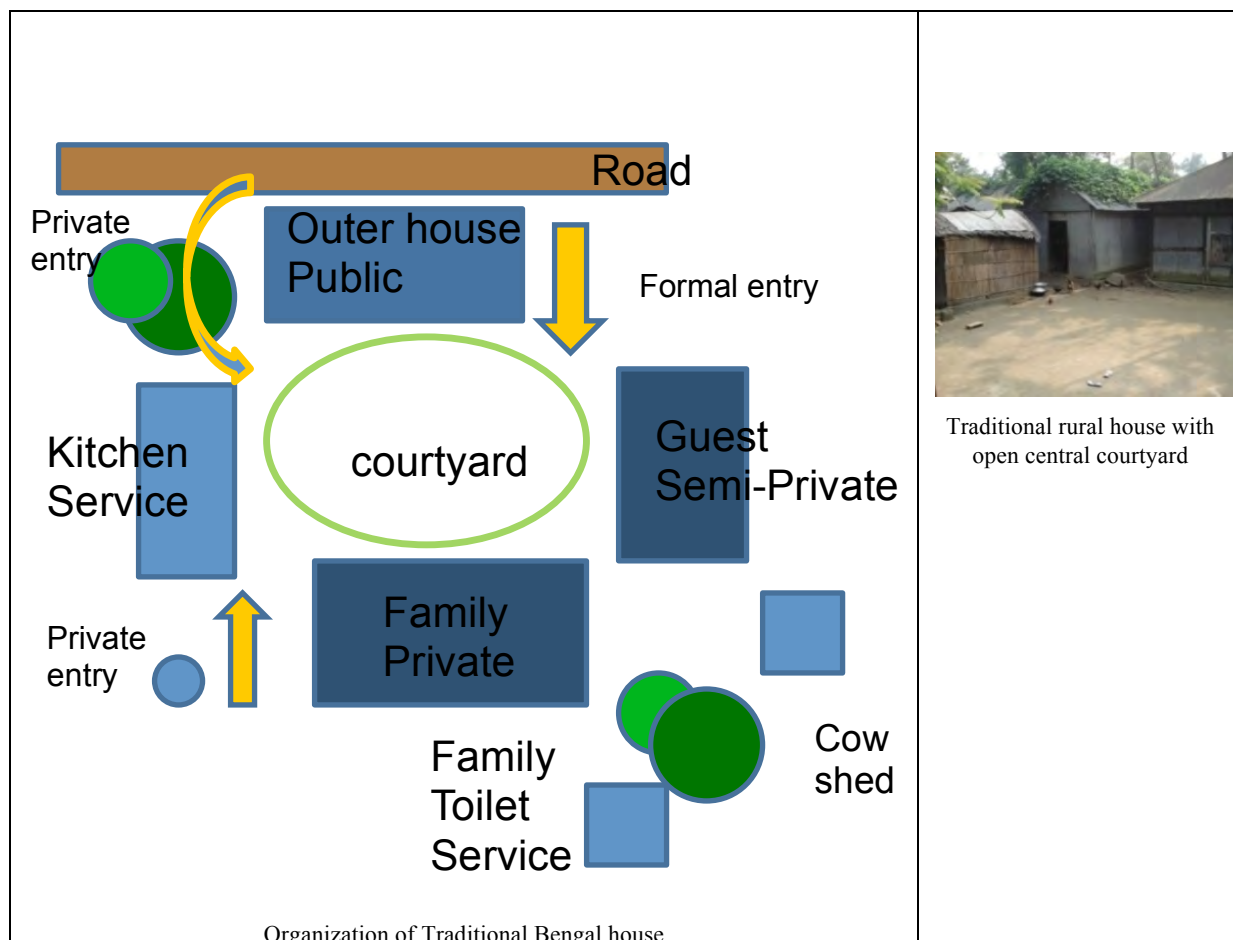 Road
Private
entry
Outer house
Public
Formal entry
Kitchen
Service
courtyard
Guest
Semi-Private
Family
Private
Private
entry
Family
Toilet
Service
Cow
shed
Organization of Traditional Bengal house
Traditional rural house with
open central courtyard